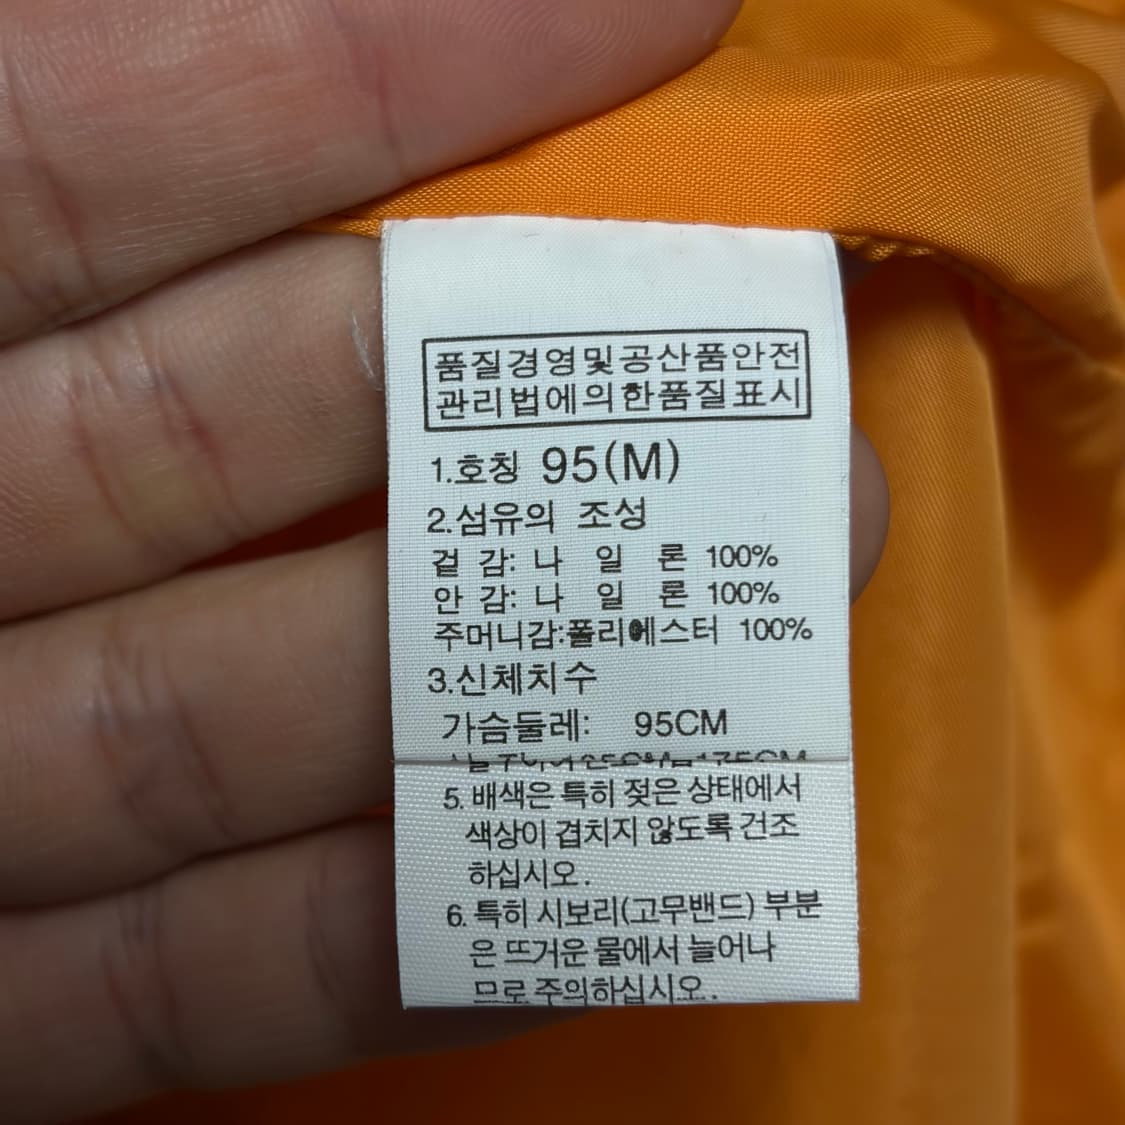 품질경영및공산품안전
관리법에의한품질표시
1.호칭 95(M)
2.섬유의 조성
겉 감: 나 일 론 100%
안 감: 나 일 론 100%
주머니감:폴리에스터 100%
3.신체치수
가슴둘레: 95CM
175CM
5. 배색은 특히 젖은 상태에서
색상이 겹치지 않도록 건조
하십시오.
6. 특히 시보리(고무밴드) 부분
은 뜨거운 물에서 늘어나
므로 주의하십시오.